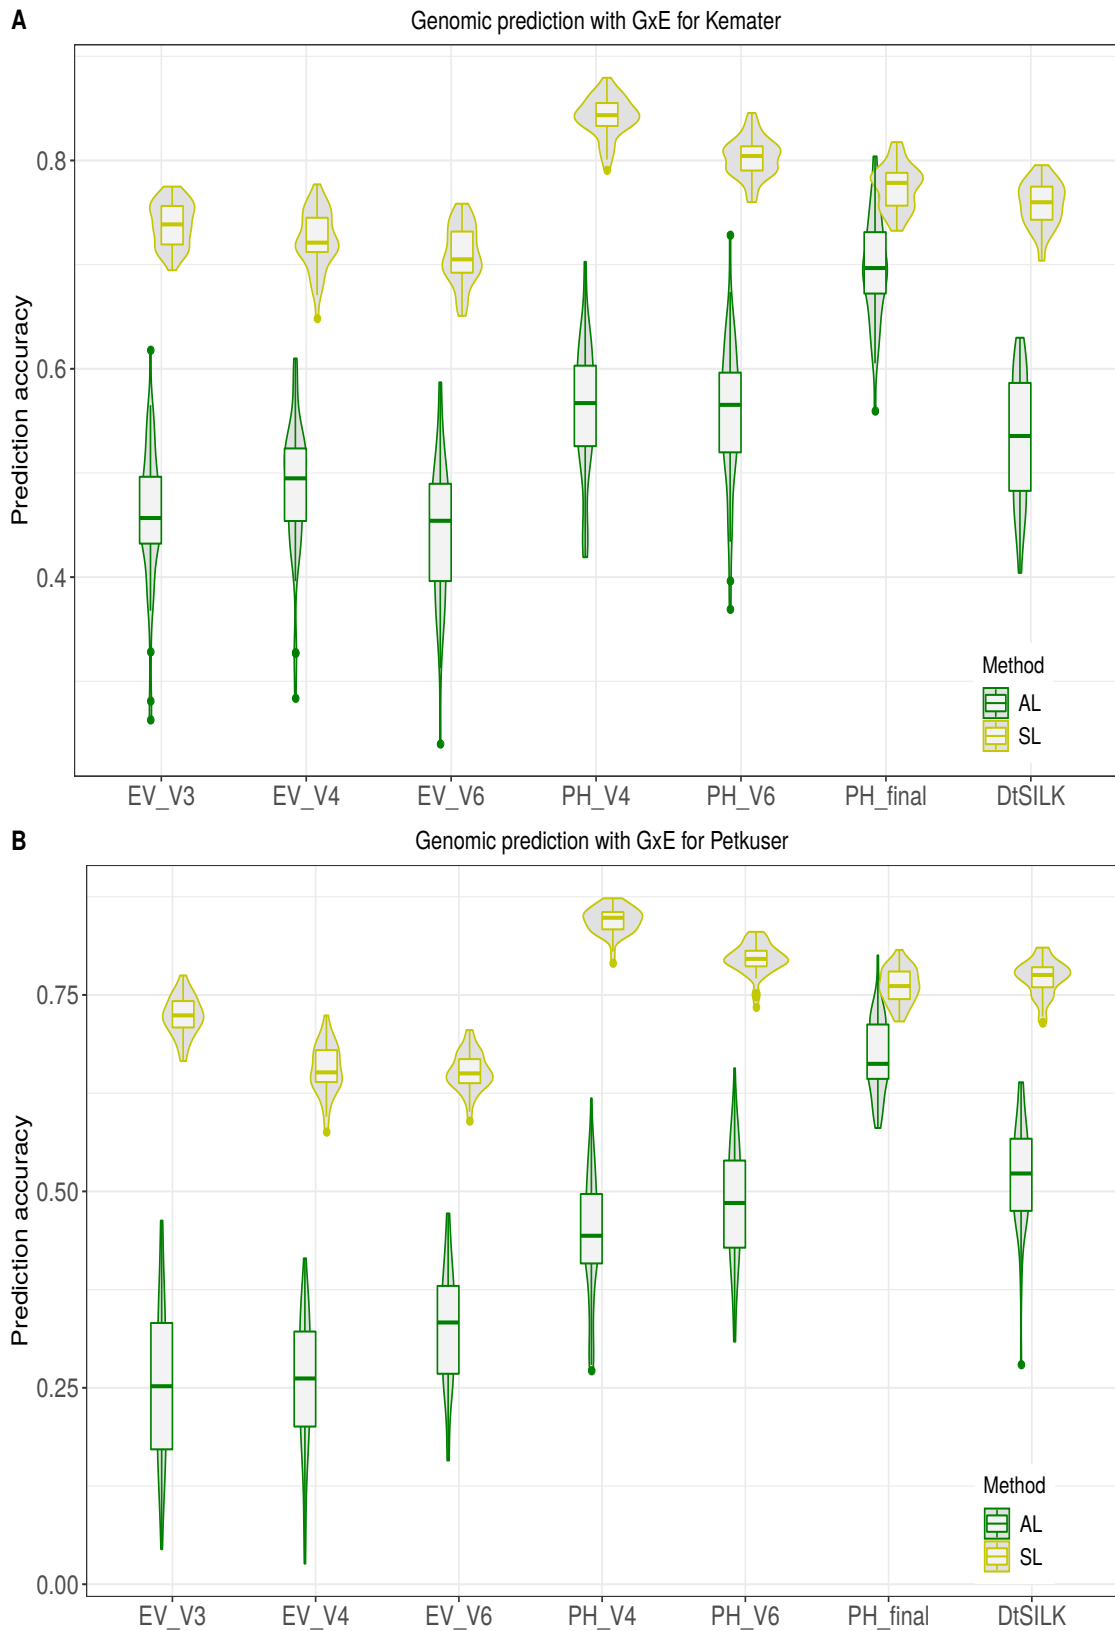 A
Genomic prediction with GxE for Kemater
Prediction accuracy
0.8
0.6
0.4
Method
AL
SL
EV_V3 EV_V4 EV_V6 PH_V4 PH_V6 PH_final DtSILK
B
Genomic prediction with GxE for Petkuser
Prediction accuracy
0.75
0.50
0.25
0.00
Method
AL
SL
EV_V3 EV_V4 EV_V6 PH_V4 PH_V6 PH_final DtSILK